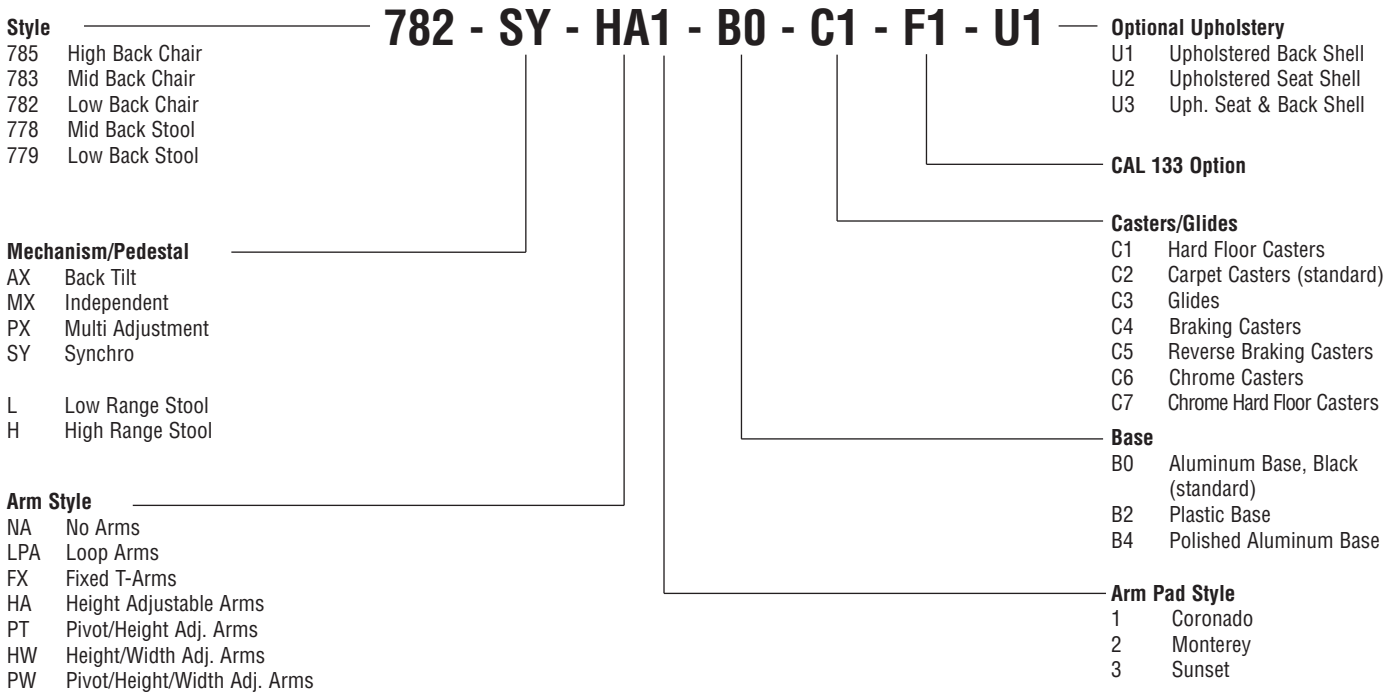 782 - SY - HA1 - B0 - C1 - F1 - U1
Style
785 High Back Chair
783 Mid Back Chair
782 Low Back Chair
778 Mid Back Stool
779 Low Back Stool
Mechanism/Pedestal
AX Back Tilt
MX Independent
PX Multi Adjustment
SY Synchro
L Low Range Stool
H High Range Stool
Arm Style
NA No Arms
LPA Loop Arms
FX Fixed T-Arms
HA Height Adjustable Arms
PT Pivot/Height Adj. Arms
HW Height/Width Adj. Arms
PW Pivot/Height/Width Adj. Arms
Optional Upholstery
U1 Upholstered Back Shell
U2 Upholstered Seat Shell
U3 Uph. Seat & Back Shell
CAL 133 Option
Casters/Glides
C1 Hard Floor Casters
C2 Carpet Casters (standard)
C3 Glides
C4 Braking Casters
C5 Reverse Braking Casters
C6 Chrome Casters
C7 Chrome Hard Floor Casters
Base
B0 Aluminum Base, Black
(standard)
B2 Plastic Base
B4 Polished Aluminum Base
Arm Pad Style
1 Coronado
2 Monterey
3 Sunset